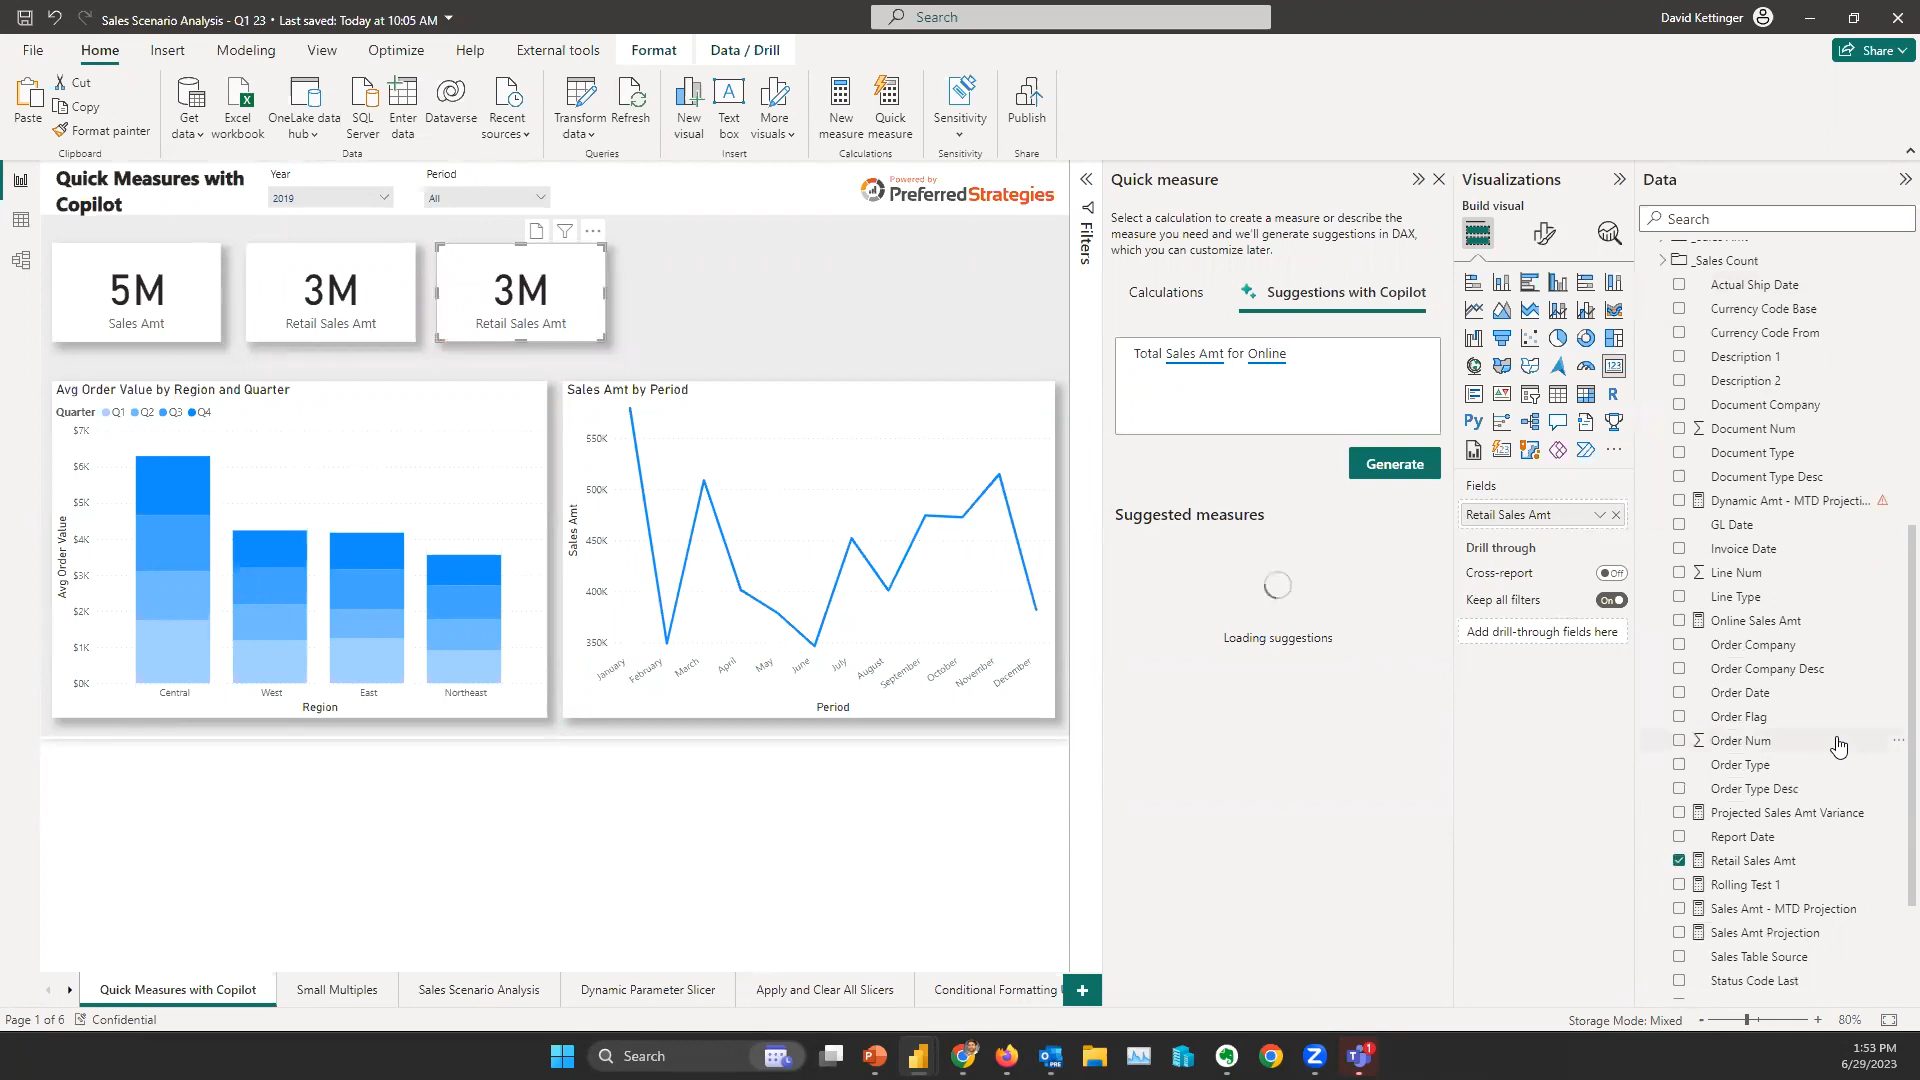 Sales Scenario Analysis - Q1 23 • Last saved: Today at 10:05 AM
Search
David Kettinger
File
Home
Insert
Modeling
View
Optimize
Help
External tools
Format
Data / Drill
Share
Paste
Cut
Copy
Format painter
Get data
Excel workbook
OneLake data hub
SQL Server
Enter data
Dataverse
Recent sources
Transform data
Refresh
New visual
Text box
More visuals
New measure
Quick measure
Sensitivity
Publish
Clipboard
Data
Queries
Insert
Calculations
Sensitivity
Share
Quick Measures with
Copilot
Year
2019
Period
All
Powered by
PreferredStrategies
5M
Sales Amt
3M
Retail Sales Amt
3M
Retail Sales Amt
Avg Order Value by Region and Quarter
Quarter Q1 Q2 Q3 Q4
$7K
$6K
$5K
$4K
$3K
$2K
$1K
$0K
Avg Order Value
Central
West
East
Northeast
Region
Sales Amt by Period
550K
500K
450K
400K
350K
Sales Amt
January
February
March
April
May
June
July
August
September
October
November
December
Period
Filters
Quick measure
Select a calculation to create a measure or describe the
measure you need and we'll generate suggestions in DAX,
which you can customize later.
Calculations
Suggestions with Copilot
Total Sales Amt for Online
Generate
Suggested measures
Loading suggestions
Visualizations
Build visual
123
R
Py
Fields
Retail Sales Amt
Drill through
Cross-report
Off
Keep all filters
On
Add drill-through fields here
Data
Search
_Sales Count
Actual Ship Date
Currency Code Base
Currency Code From
Description 1
Description 2
Document Company
Document Num
Document Type
Document Type Desc
Dynamic Amt - MTD Projecti...
GL Date
Invoice Date
Line Num
Line Type
Online Sales Amt
Order Company
Order Company Desc
Order Date
Order Flag
Order Num
Order Type
Order Type Desc
Projected Sales Amt Variance
Report Date
Retail Sales Amt
Rolling Test 1
Sales Amt - MTD Projection
Sales Amt Projection
Sales Table Source
Status Code Last
Quick Measures with Copilot
Small Multiples
Sales Scenario Analysis
Dynamic Parameter Slicer
Apply and Clear All Slicers
Conditional Formatting
Page 1 of 6
Confidential
Storage Mode: Mixed
80%
Search
1:53 PM
6/29/2023